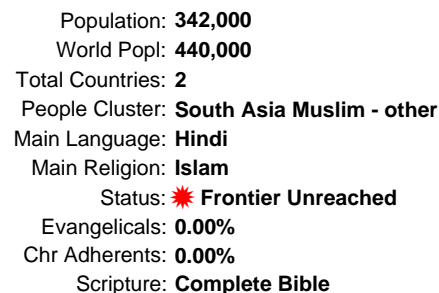 Population: 342,000
World Popl: 440,000
Total Countries: 2
People Cluster: South Asia Muslim - other
Main Language: Hindi
Main Religion: Islam
Status: Frontier Unreached
Evangelicals: 0.00%
Chr Adherents: 0.00%
Scripture: Complete Bible